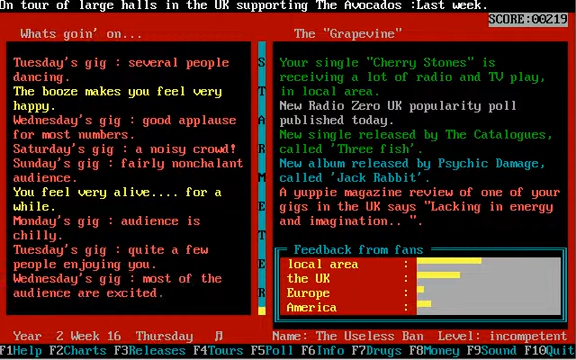 On tour of large halls in the UK supporting The Avocados :Last week.
SCORE:00219
Whats goin' on...
Tuesday's gig : several people
dancing.
The booze makes you feel very
happy.
Wednesday's gig : good applause
for most numbers.
Saturday's gig : a noisy crowd!
Sunday's gig : fairly nonchalant
audience.
You feel very alive.... for a
while.
Monday's gig : audience is
chilly.
Tuesday's gig : quite a few
people enjoying you.
Wednesday's gig : most of the
audience are excited.
S
T
A
R
M
E
T
E
R
The "Grapevine"
Your single "Cherry Stones" is
receiving a lot of radio and TV play,
in local area.
New Radio Zero UK popularity poll
published today.
New single released by The Catalogues,
called 'Three fish'.
New album released by Psychic Damage,
called 'Jack Rabbit'.
A yuppie magazine review of one of your
gigs in the UK says "Lacking in energy
and imagination.. ".
Feedback from fans
local area :
the UK :
Europe :
America :
Year 2 Week 16 Thursday ♫ Name: The Useless Ban Level: incompetent
F1Help F2Charts F3Releases F4Tours F5Poll F6Info F7Drugs F8Money F9Sound F10Quit